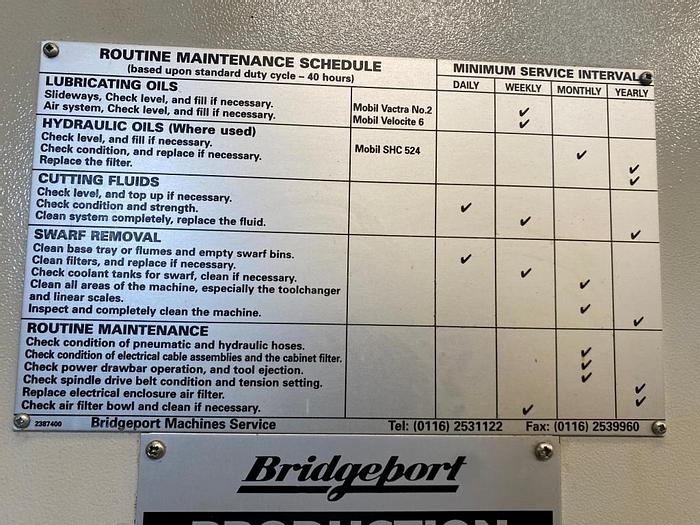 ROUTINE MAINTENANCE SCHEDULE
(based upon standard duty cycle – 40 hours)
MINIMUM SERVICE INTERVALS
DAILY WEEKLY MONTHLY YEARLY
LUBRICATING OILS
Slideways, Check level, and fill if necessary. Mobil Vactra No.2 ✓
Air system, Check level, and fill if necessary. Mobil Velocite 6 ✓
HYDRAULIC OILS (Where used)
Check level, and fill if necessary. Mobil SHC 524 ✓
Check condition, and replace if necessary. ✓
Replace the filter. ✓
CUTTING FLUIDS
Check level, and top up if necessary. ✓
Check condition and strength. ✓
Clean system completely, replace the fluid. ✓
SWARF REMOVAL
Clean base tray or flumes and empty swarf bins. ✓
Clean filters, and replace if necessary. ✓
Check coolant tanks for swarf, clean if necessary. ✓
Clean all areas of the machine, especially the toolchanger
and linear scales. ✓
Inspect and completely clean the machine. ✓
ROUTINE MAINTENANCE
Check condition of pneumatic and hydraulic hoses. ✓
Check condition of electrical cable assemblies and the cabinet filter. ✓
Check power drawbar operation, and tool ejection. ✓
Check spindle drive belt condition and tension setting. ✓
Replace electrical enclosure air filter. ✓
Check air filter bowl and clean if necessary. ✓
2387400 Bridgeport Machines Service Tel: (0116) 2531122 Fax: (0116) 2539960
Bridgeport
PRODUCTION